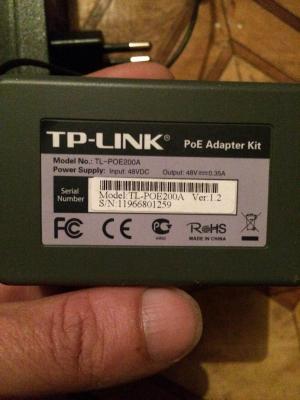 TP-LINK® PoE Adapter Kit
Model No.: TL-POE200A
Power Supply: Input: 48VDC Output: 48V⎓0.35A
Serial Number
Model:TL-POE200A Ver:1.2
S/N:11966801259
FC CE RoHS
MADE IN CHINA